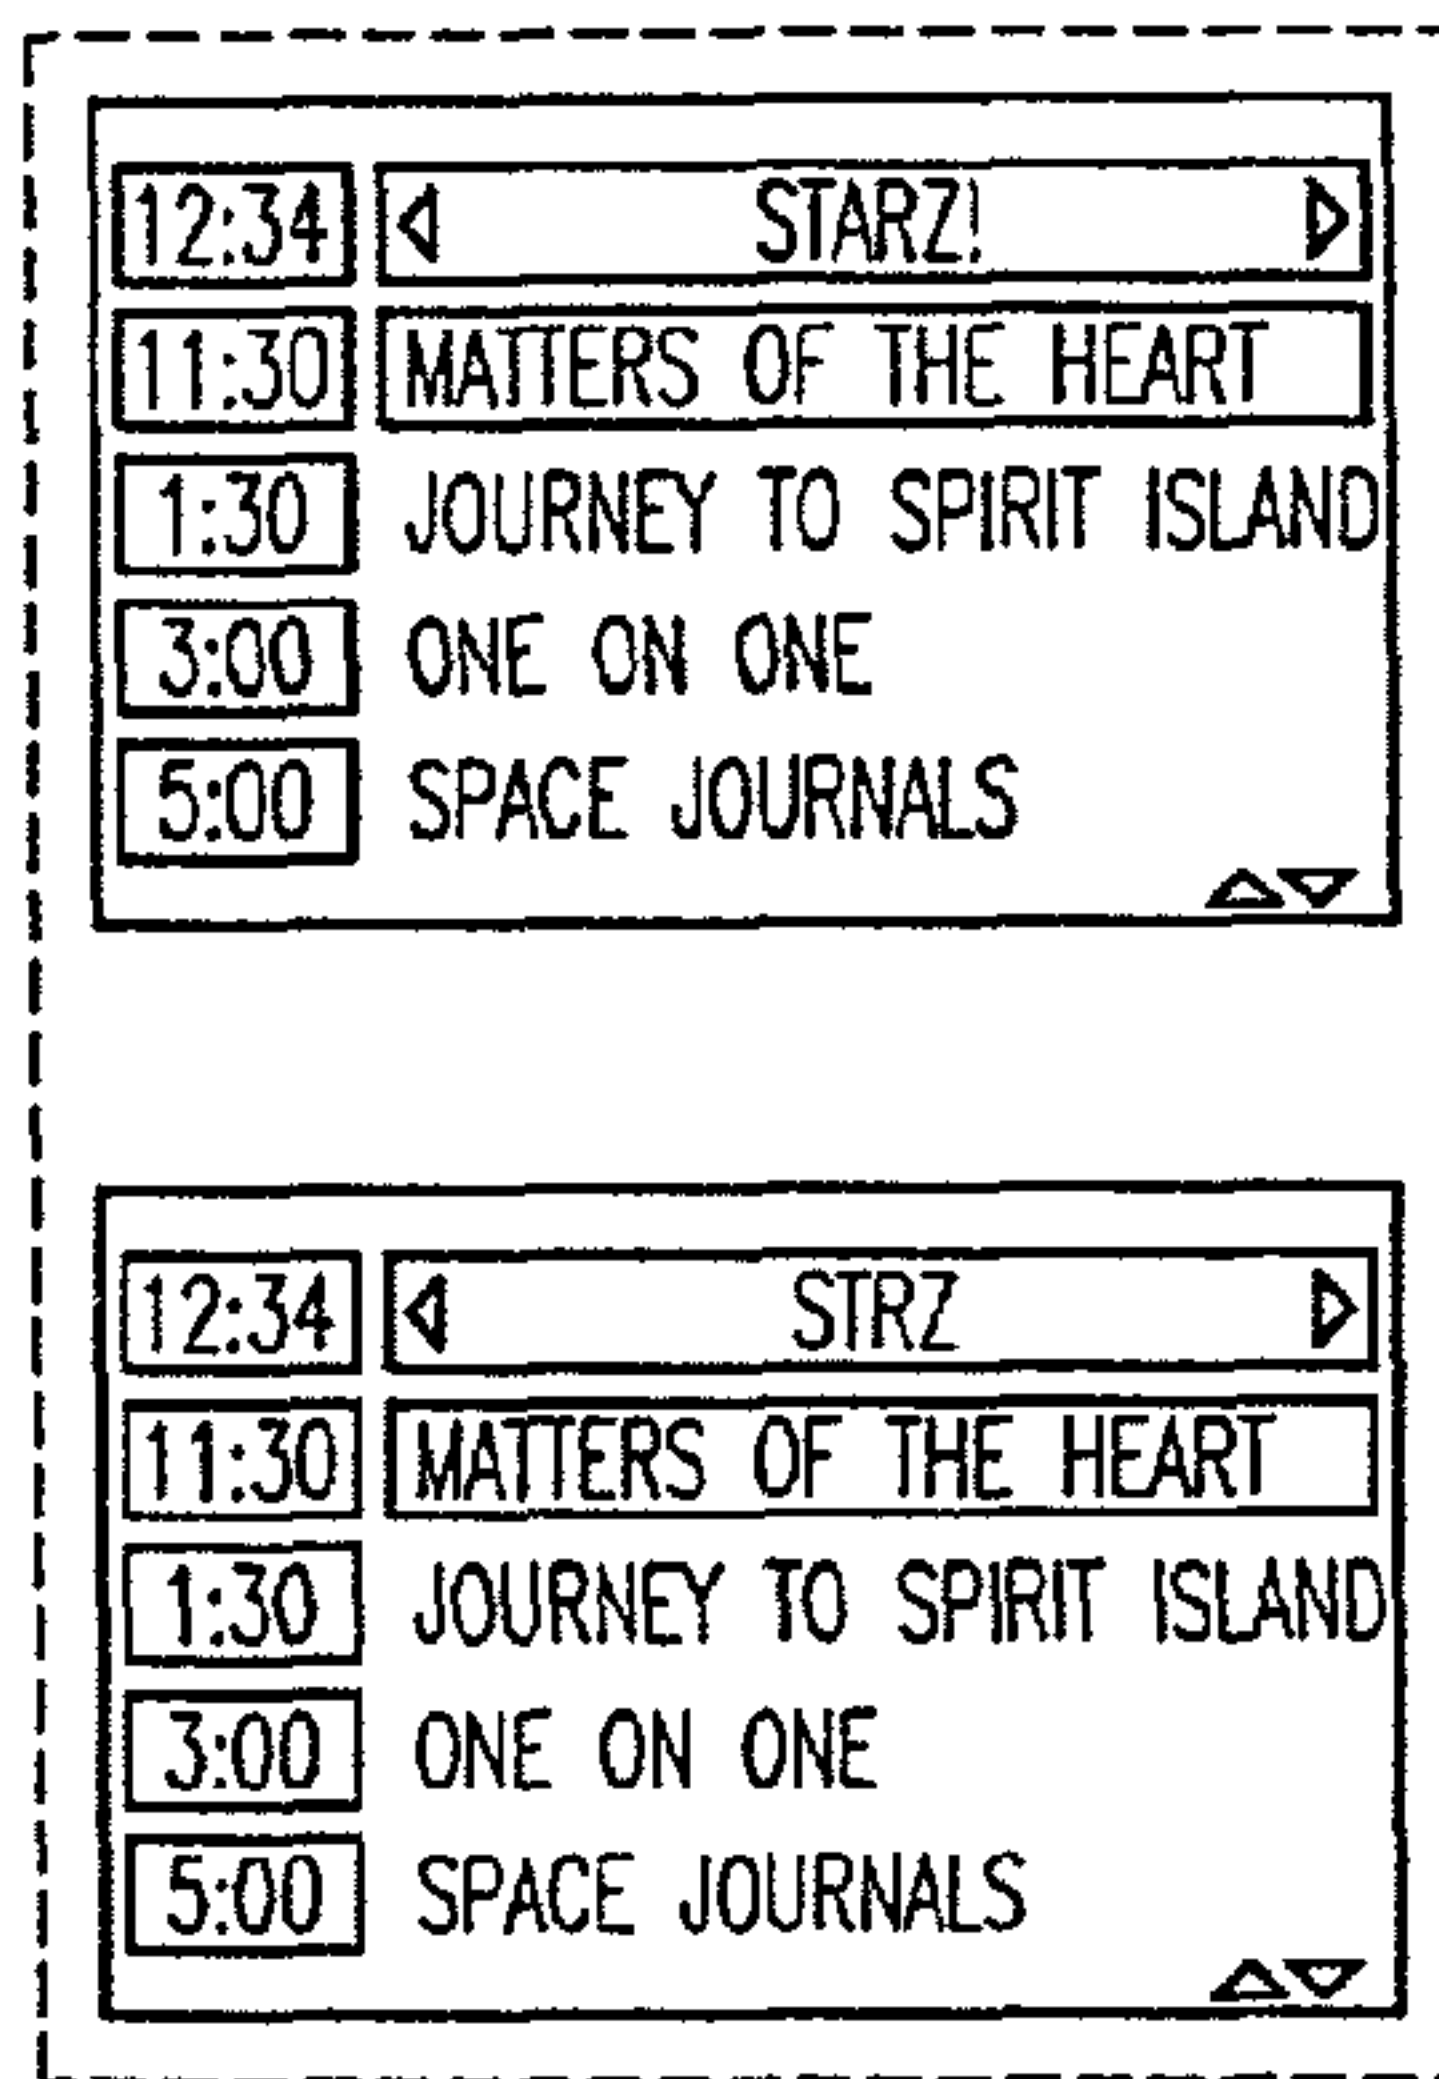 12:34 STARZ!
11:30 MATTERS OF THE HEART
1:30 JOURNEY TO SPIRIT ISLAND
3:00 ONE ON ONE
5:00 SPACE JOURNALS
12:34 STRZ
11:30 MATTERS OF THE HEART
1:30 JOURNEY TO SPIRIT ISLAND
3:00 ONE ON ONE
5:00 SPACE JOURNALS